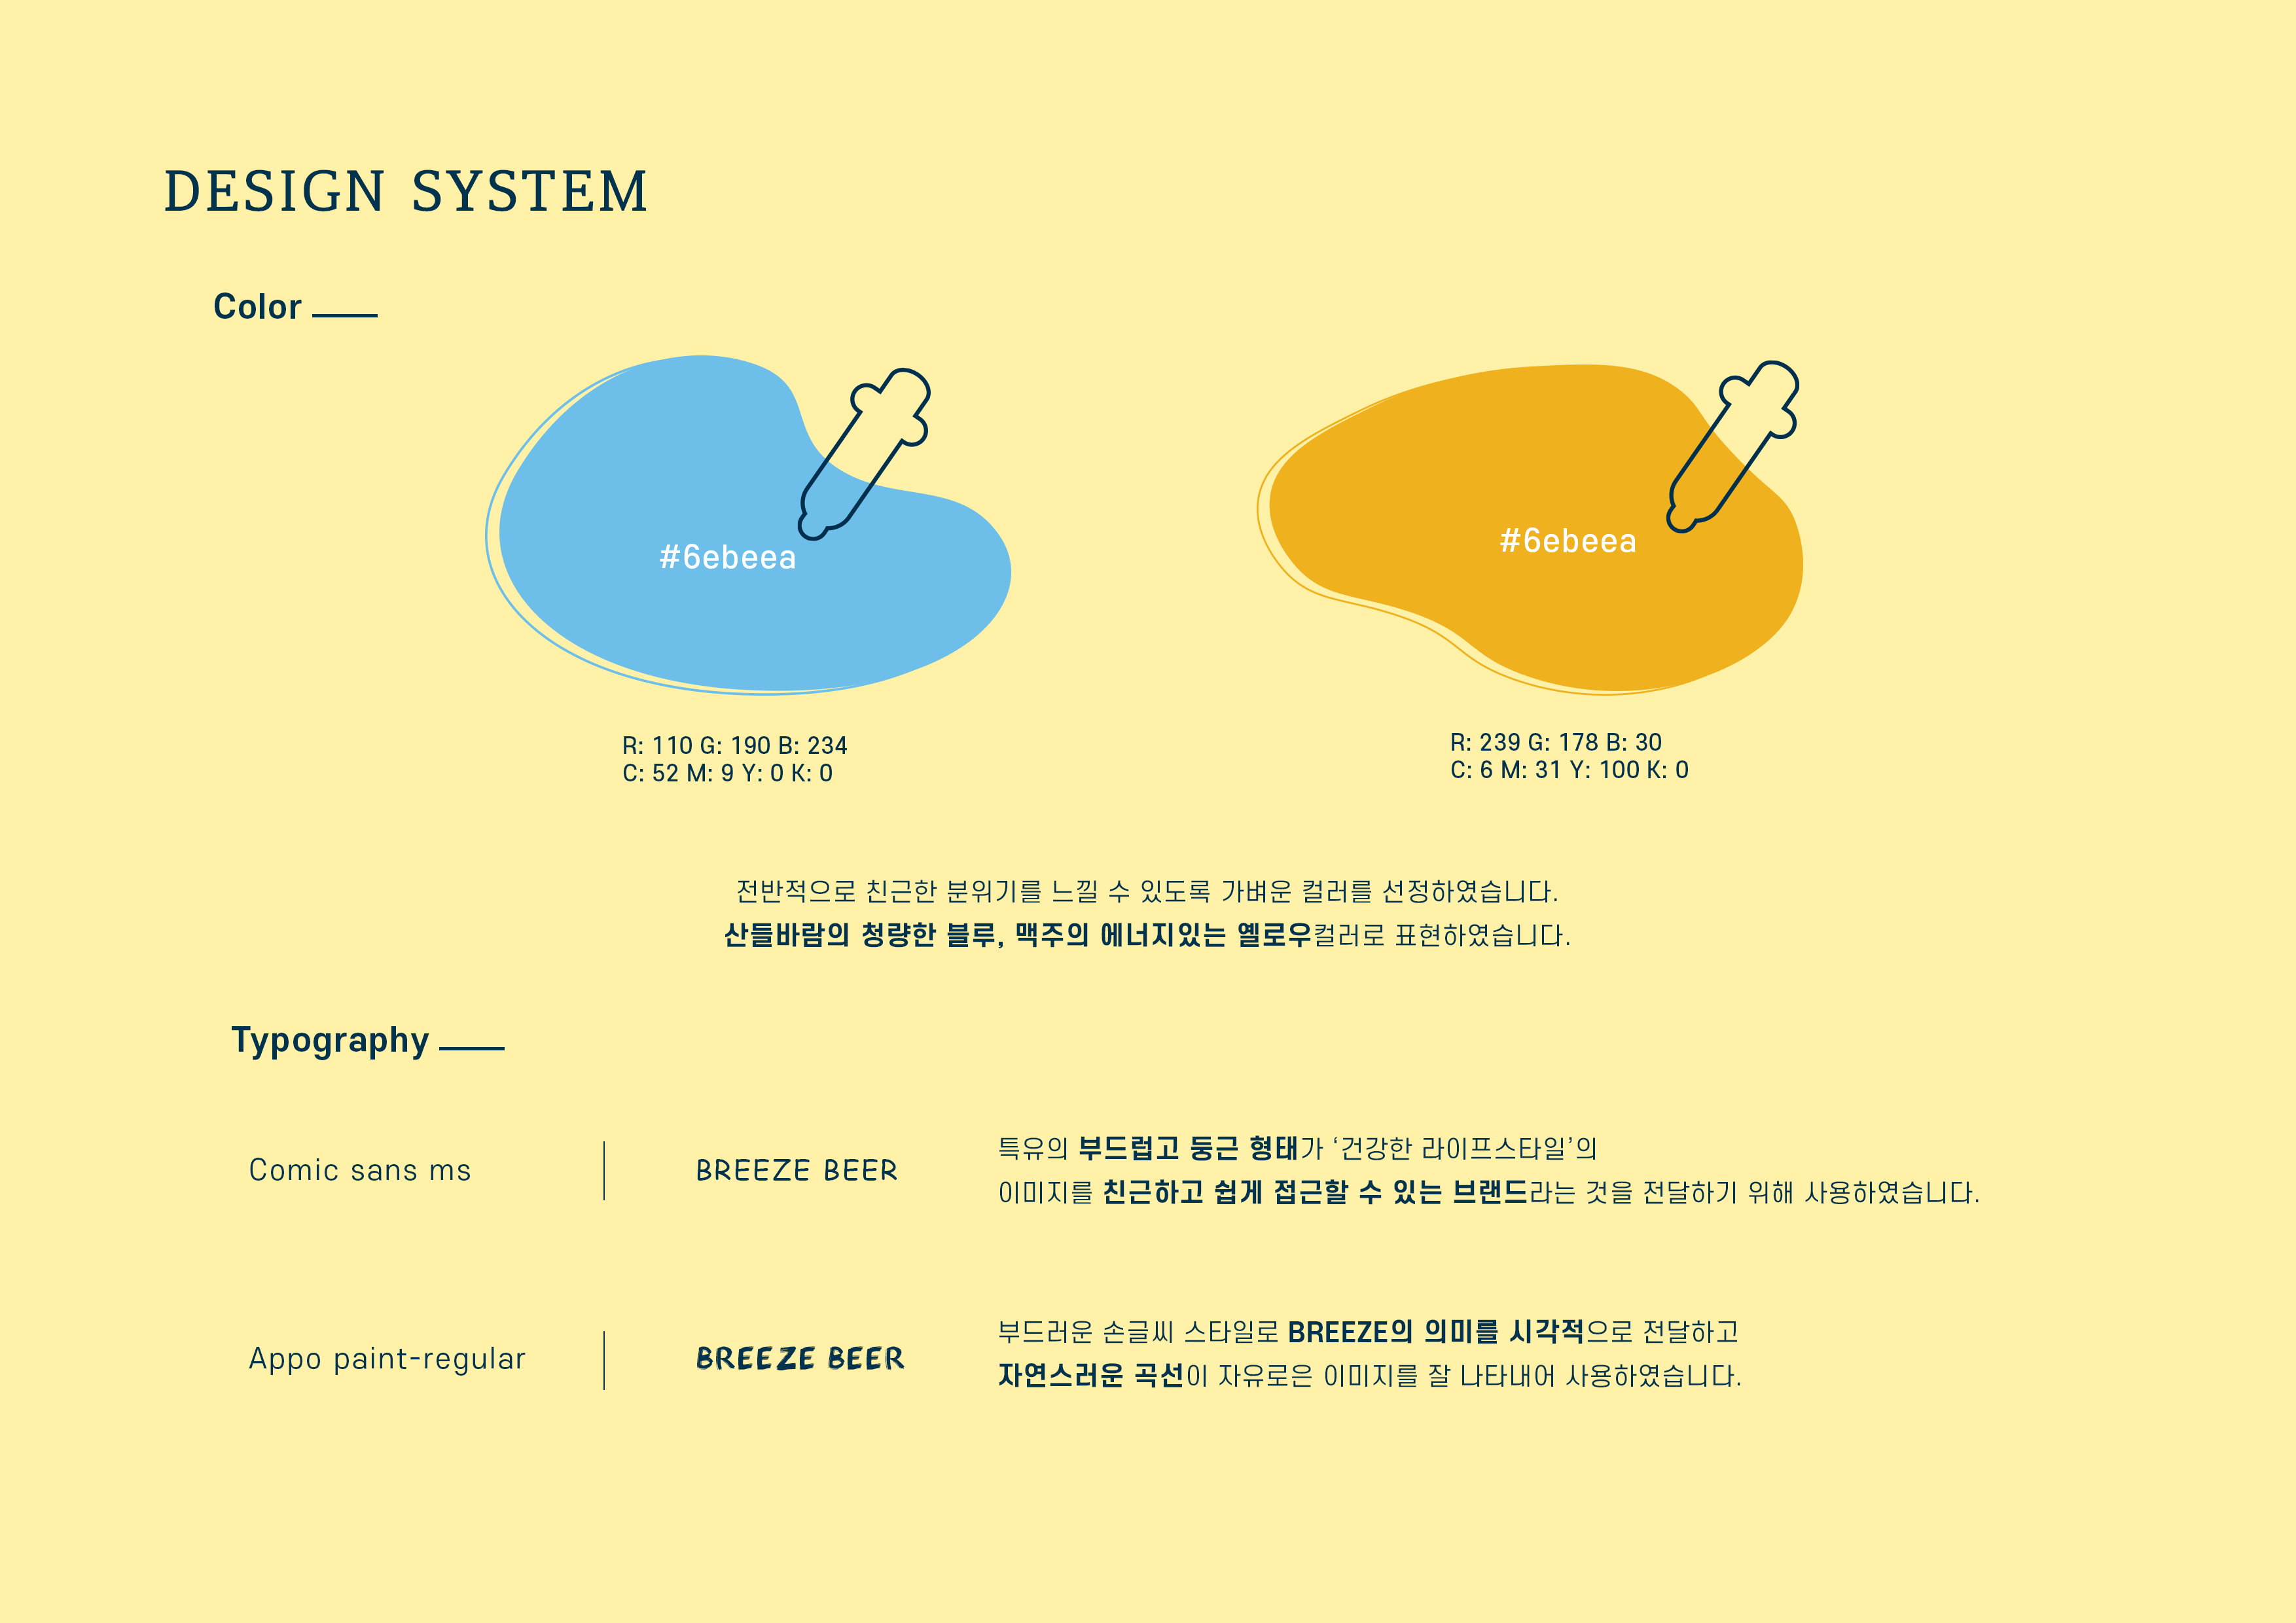 DESIGN SYSTEM
Color
#6ebeea
#6ebeea
R: 110 G: 190 B: 234
C: 52 M: 9 Y: 0 K: 0
R: 239 G: 178 B: 30
C: 6 M: 31 Y: 100 K: 0
전반적으로 친근한 분위기를 느낄 수 있도록 가벼운 컬러를 선정하였습니다.
산들바람의 청량한 블루, 맥주의 에너지있는 옐로우컬러로 표현하였습니다.
Typography
Comic sans ms
BREEZE BEER
특유의 부드럽고 둥근 형태가 ‘건강한 라이프스타일’의
이미지를 친근하고 쉽게 접근할 수 있는 브랜드라는 것을 전달하기 위해 사용하였습니다.
Appo paint-regular
BREEZE BEER
부드러운 손글씨 스타일로 BREEZE의 의미를 시각적으로 전달하고
자연스러운 곡선이 자유로은 이미지를 잘 나타내어 사용하였습니다.